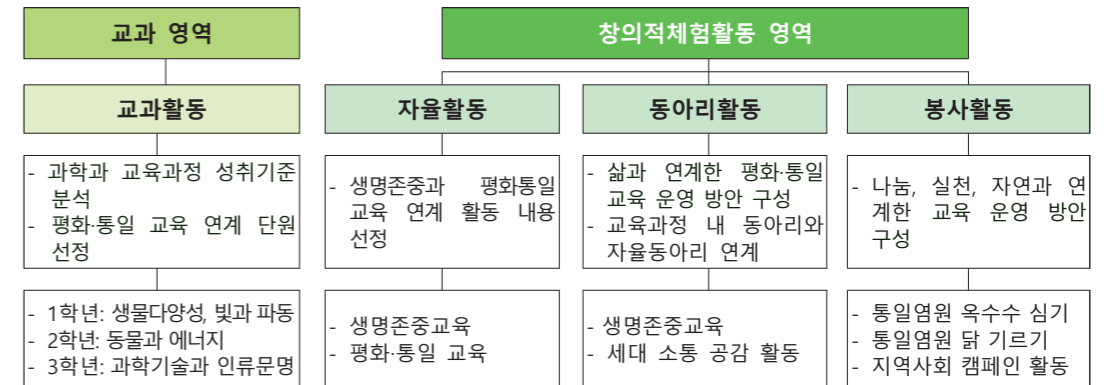 교과 영역
창의적체험활동 영역
교과활동
자율활동
동아리활동
봉사활동
- 과학과 교육과정 성취기준
분석
- 평화·통일 교육 연계 단원
선정
- 생명존중과 평화통일
교육 연계 활동 내용
선정
- 삶과 연계한 평화·통일
교육 운영 방안 구성
- 교육과정 내 동아리와
자율동아리 연계
- 나눔, 실천, 자연과 연
계한 교육 운영 방안
구성
- 1학년: 생물다양성, 빛과 파동
- 2학년: 동물과 에너지
- 3학년: 과학기술과 인류문명
- 생명존중교육
- 평화·통일 교육
- 생명존중교육
- 세대 소통 공감 활동
- 통일염원 옥수수 심기
- 통일염원 닭 기르기
- 지역사회 캠페인 활동